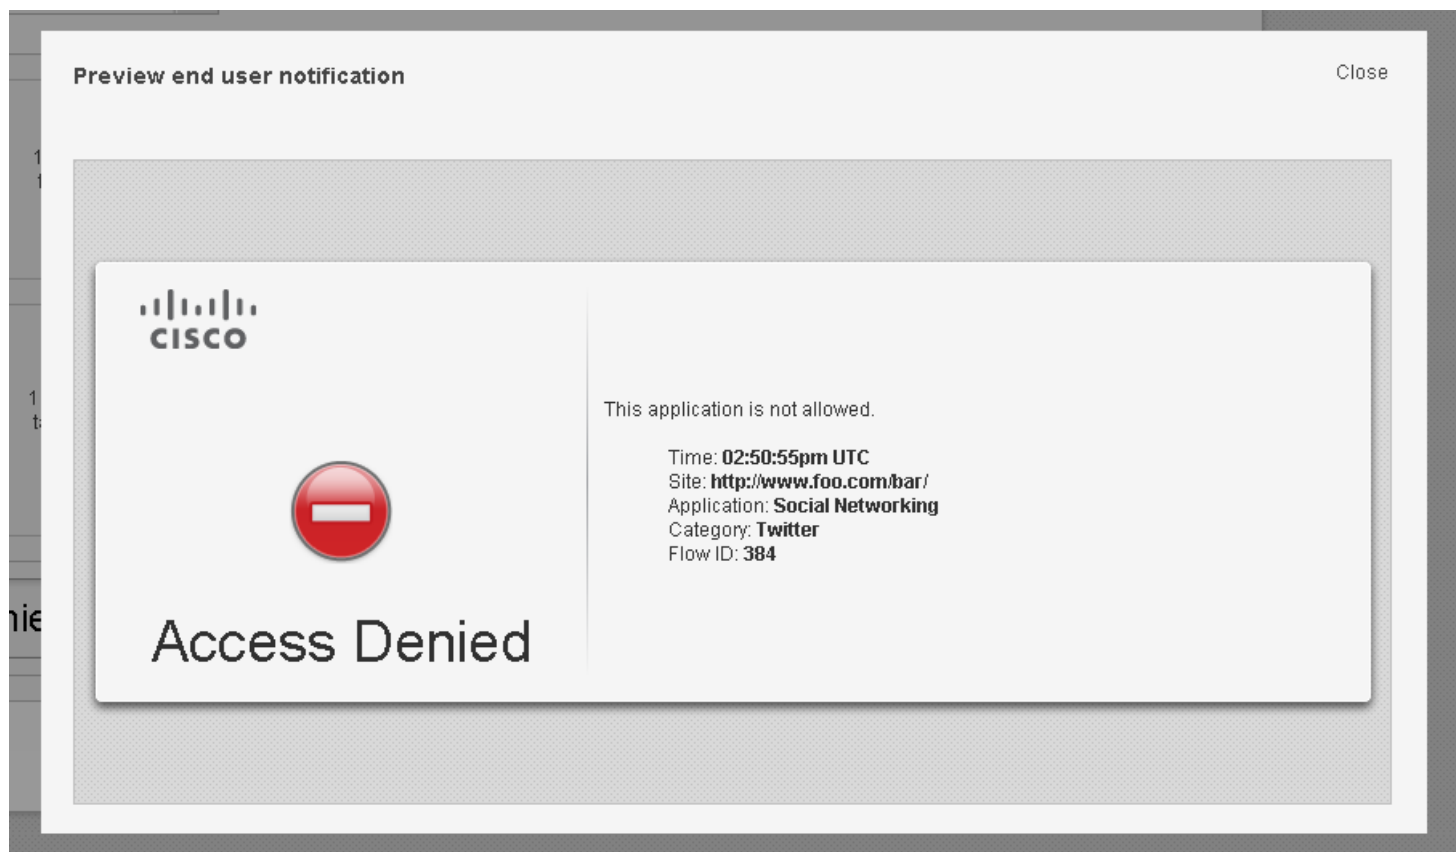 Preview end user notification
Close
CISCO
This application is not allowed.
Time: 02:50:55pm UTC
Site: http://www.foo.com/bar/
Application: Social Networking
Category: Twitter
Flow ID: 384
Access Denied